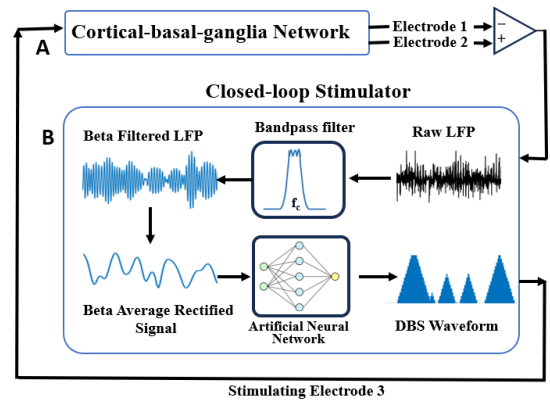 A
Cortical-basal-ganglia Network
Electrode 1
Electrode 2
−
+
Closed-loop Stimulator
B
Beta Filtered LFP
Bandpass filter
Raw LFP
fc
Beta Average Rectified
Signal
Artificial Neural
Network
DBS Waveform
Stimulating Electrode 3